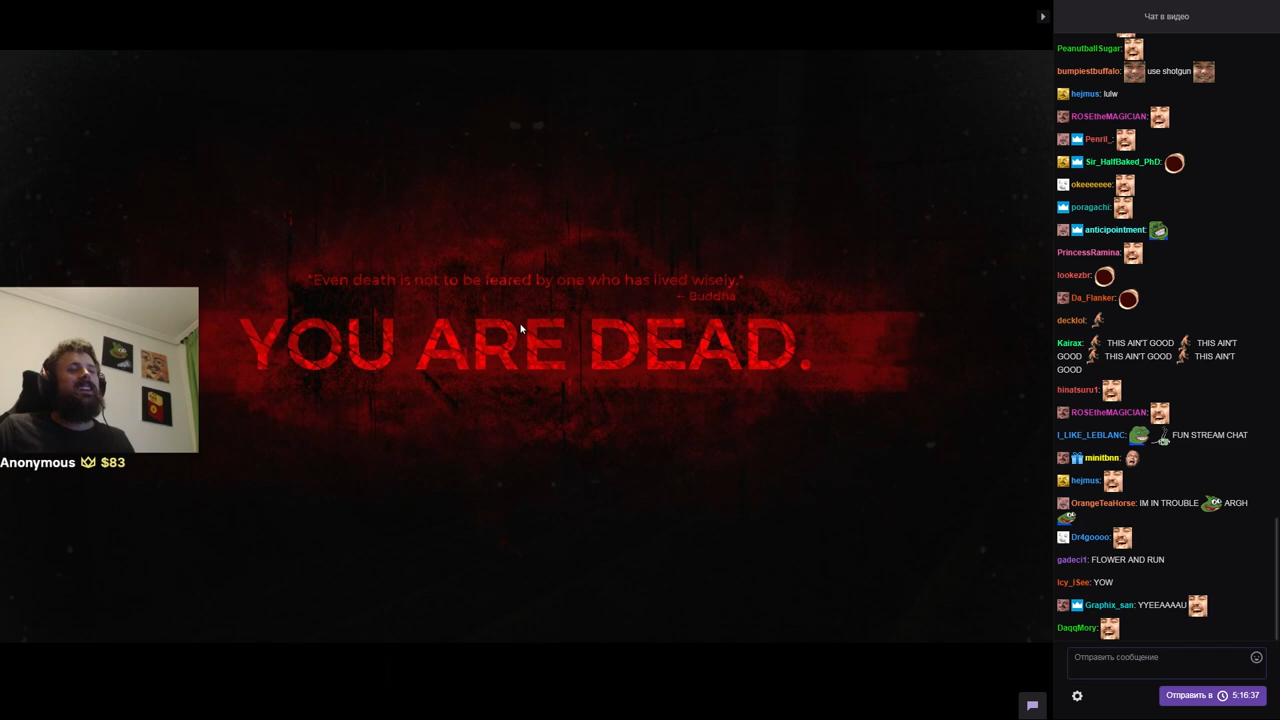 "Even death is not to be feared by one who has lived wisely."
– Buddha
YOU ARE DEAD.
Anonymous $83
Чат в видео
PeanutballSugar:
bumpiestbuffalo: use shotgun
hejmus: lulw
ROSEtheMAGICIAN:
Penril_:
Sir_HalfBaked_PhD:
okeeeeeee:
poragachi:
anticipointment:
PrincessRamina:
lookezbr:
Da_Flanker:
decklol:
Kairax: THIS AIN'T GOOD THIS AIN'T
GOOD THIS AIN'T GOOD THIS AIN'T
GOOD
hinatsuru1:
ROSEtheMAGICIAN:
I_LIKE_LEBLANC: FUN STREAM CHAT
minitbnn:
hejmus:
OrangeTeaHorse: IM IN TROUBLE ARGH
Dr4goooo:
gadeci1: FLOWER AND RUN
Icy_ISee: YOW
Graphix_san: YYEEAAAAU
DaqqMory:
Отправить сообщение
Отправить в 5:16:37